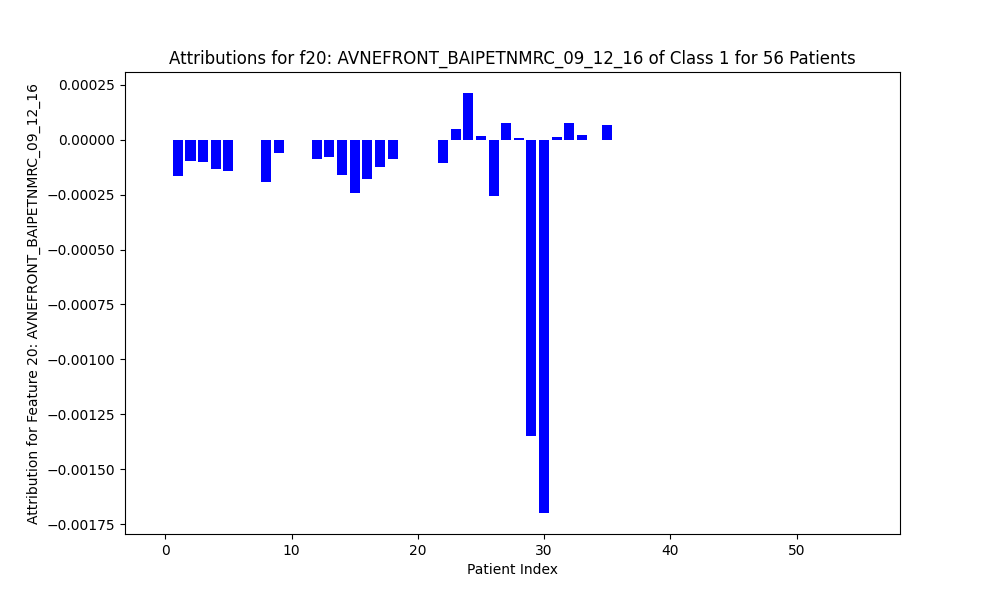 Attributions for f20: AVNEFRONT_BAIPETNMRC_09_12_16 of Class 1 for 56 Patients
Attribution for Feature 20: AVNEFRONT_BAIPETNMRC_09_12_16
0.00025
0.00000
−0.00025
−0.00050
−0.00075
−0.00100
−0.00125
−0.00150
−0.00175
0 10 20 30 40 50
Patient Index